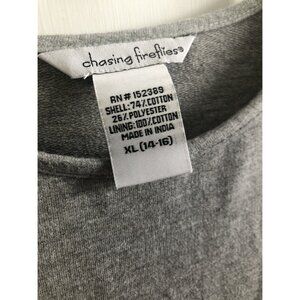 chasing fireflies®
RN# 152389
SHELL: 74% COTTON
26% POLYESTER
LINING: 100% COTTON
MADE IN INDIA
XL (14-16)